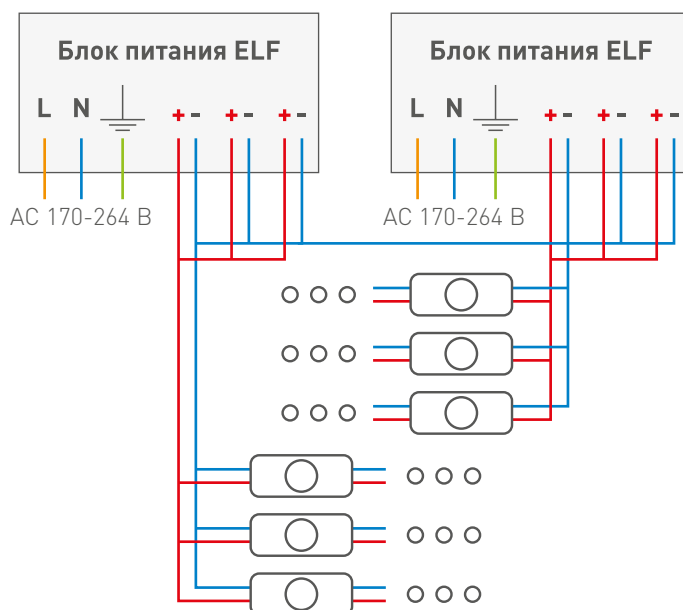 Блок питания ELF
L N + - + - + -
AC 170-264 В
Блок питания ELF
L N + - + - + -
AC 170-264 В